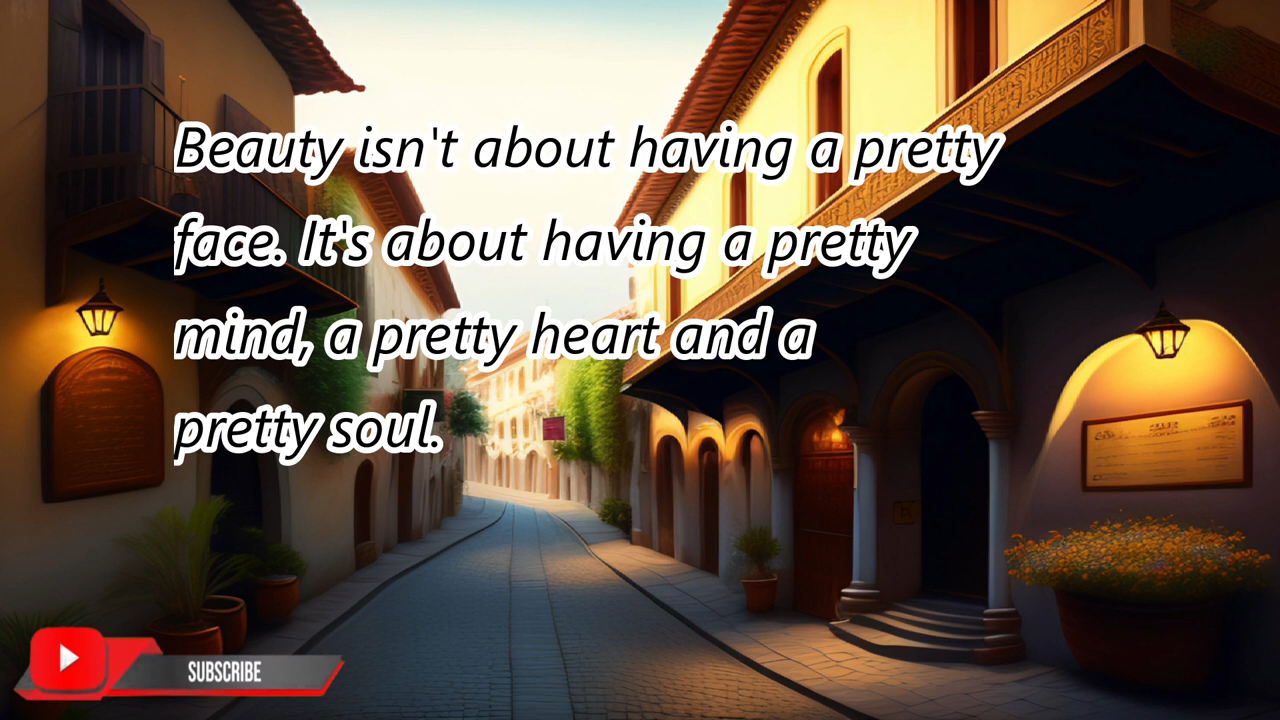 Beauty isn't about having a pretty
face. It's about having a pretty
mind, a pretty heart and a
pretty soul.
SUBSCRIBE